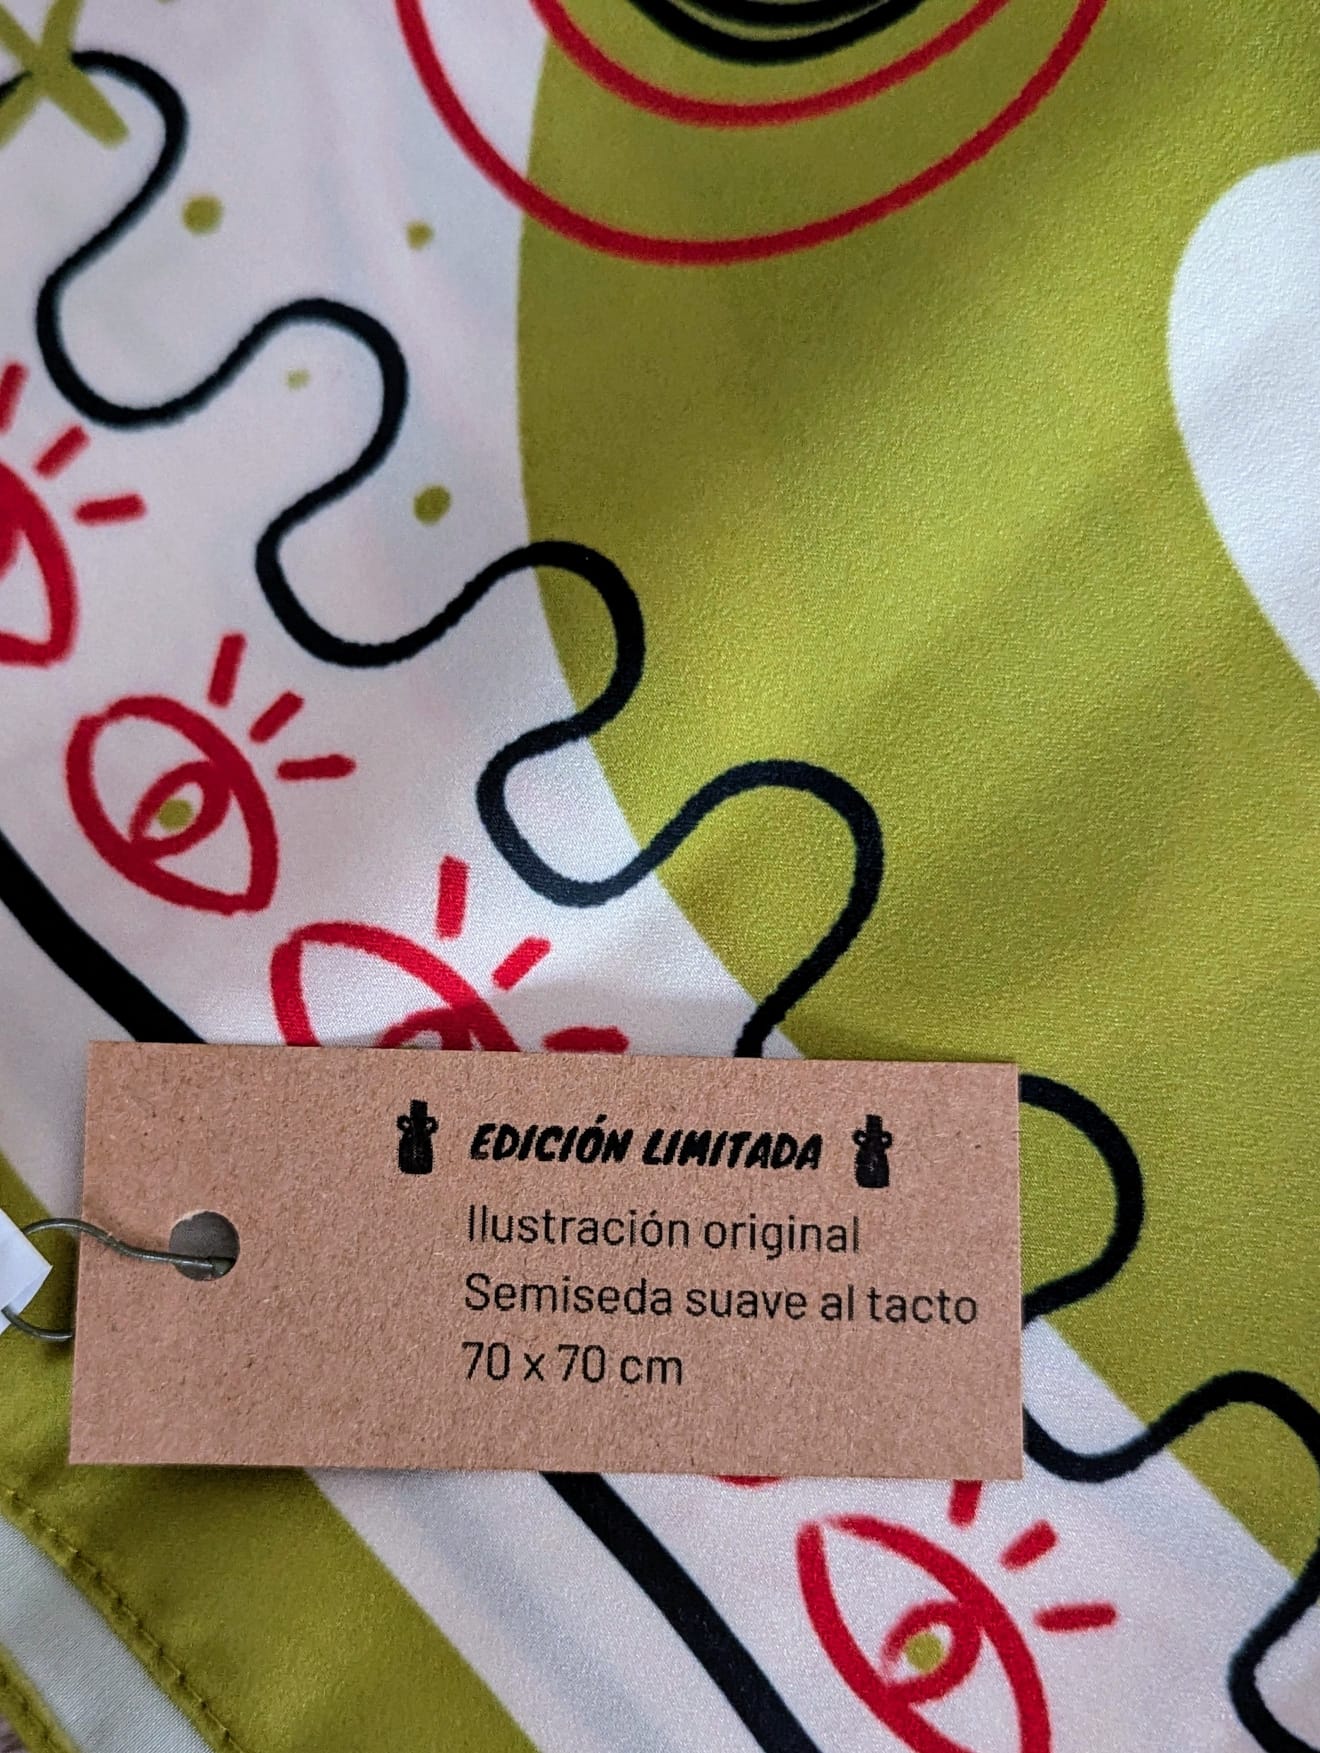 EDICIÓN LIMITADA
Ilustración original
Semiseda suave al tacto
70 x 70 cm